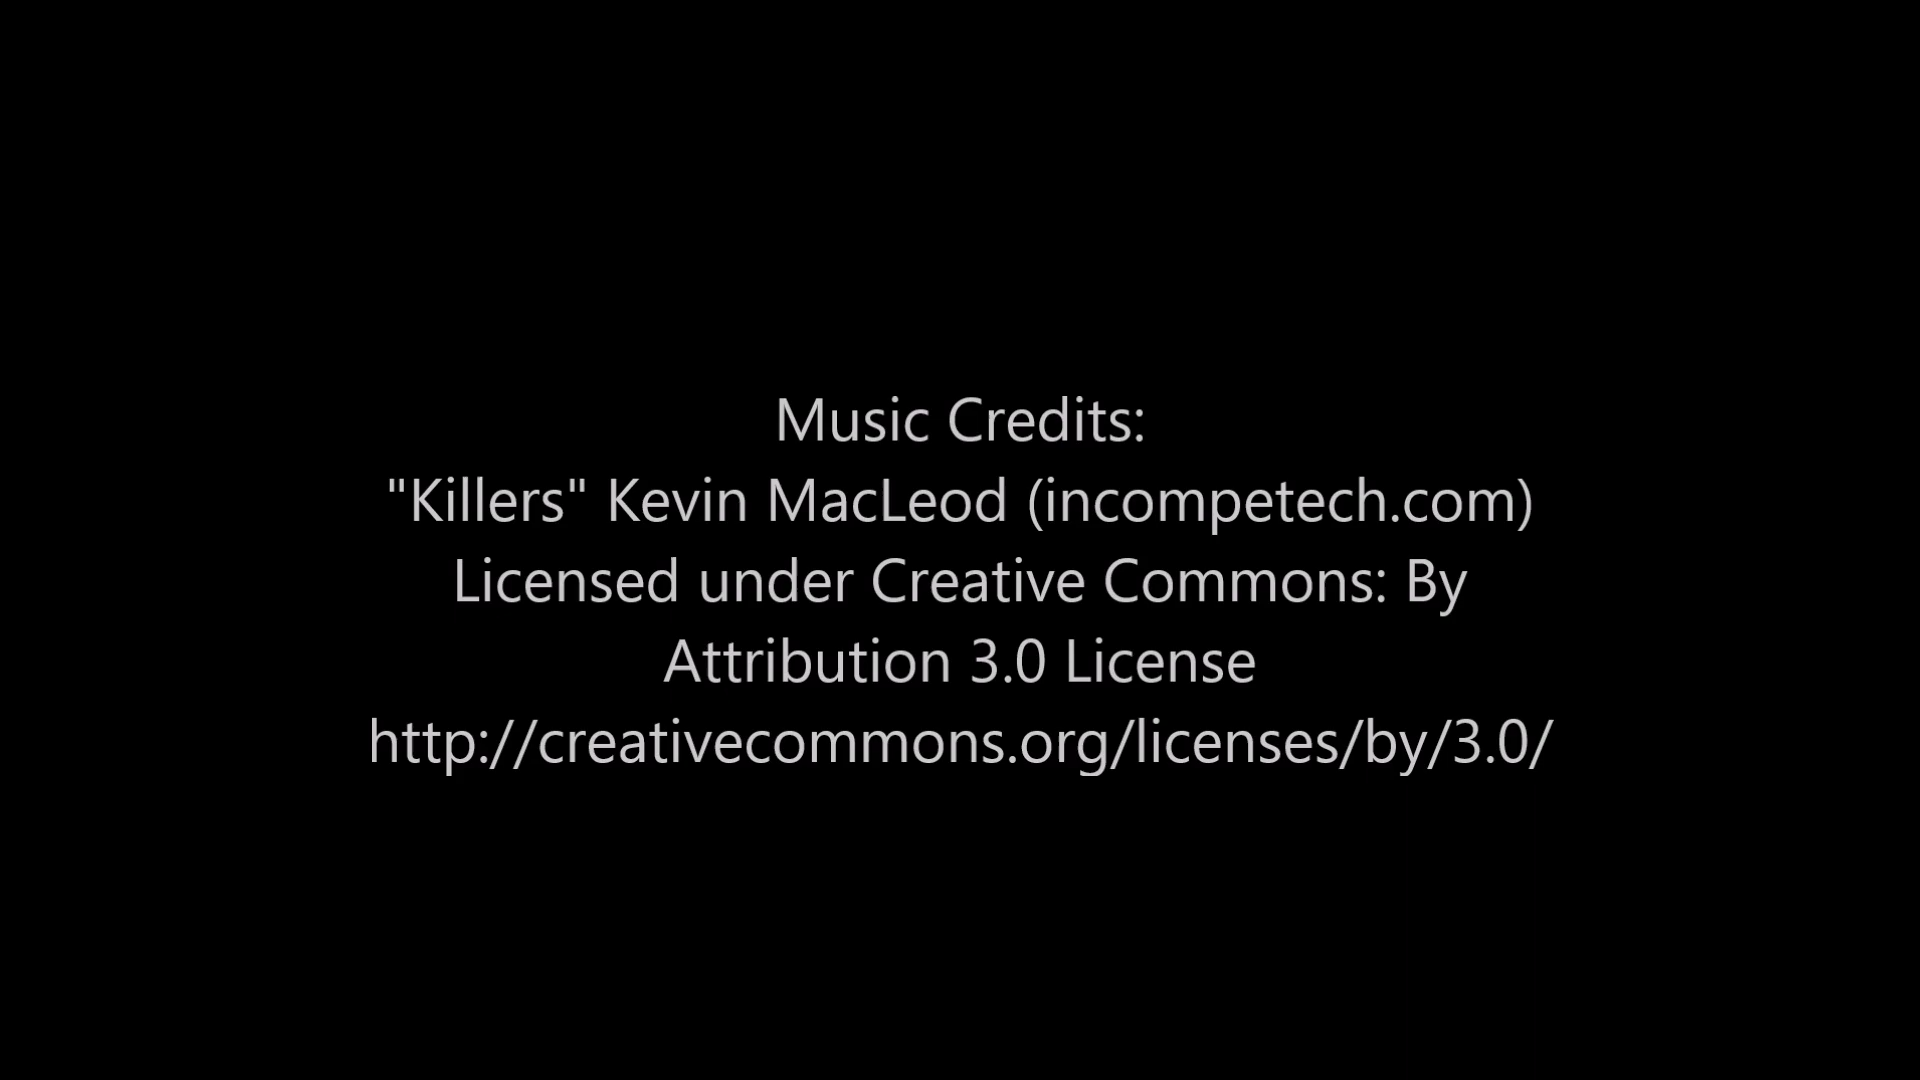 Music Credits:
"Killers" Kevin MacLeod (incompetech.com)
Licensed under Creative Commons: By
Attribution 3.0 License
http://creativecommons.org/licenses/by/3.0/